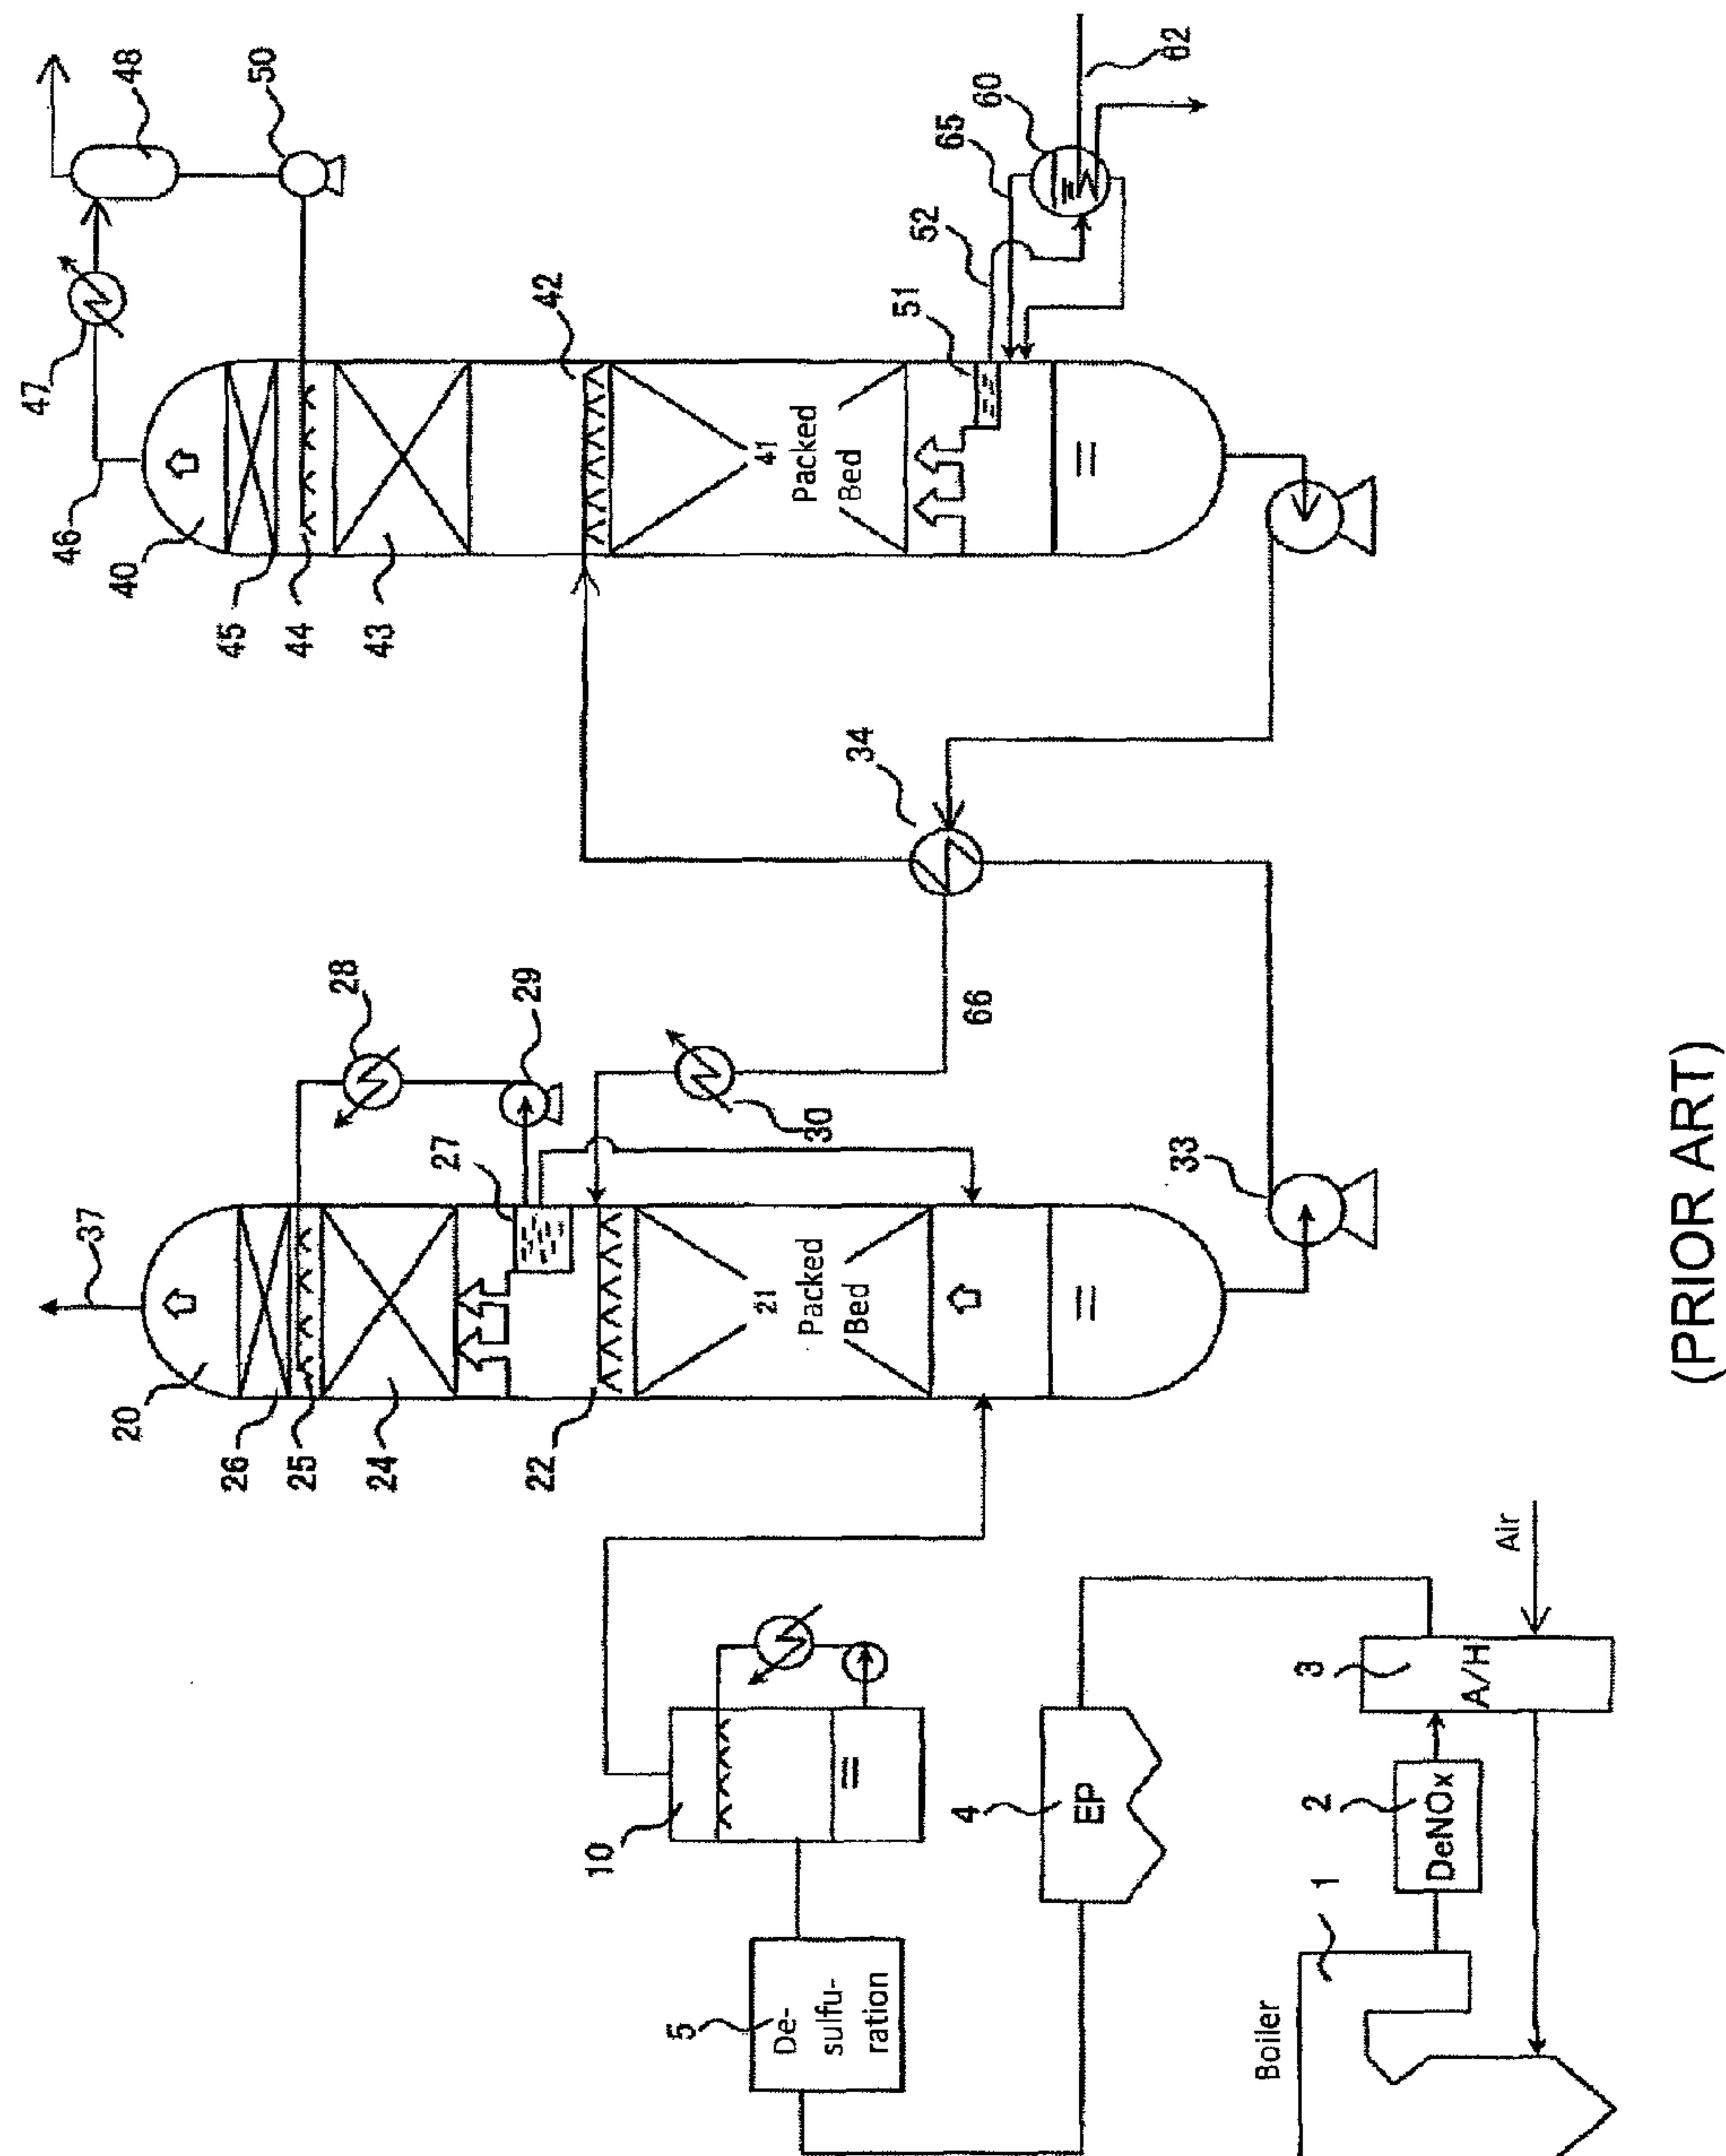 47
37
46
48
20
40
26
45
50
25
44
28
24
43
27
29
22
42
10
5
De-
sulfu-
ration
21
Packed
Bed
41
Packed
Bed
30
34
51
52
65
60
4
EP
66
62
33
Boiler
1
2
DeNOx
3
A/H
Air
(PRIOR ART)